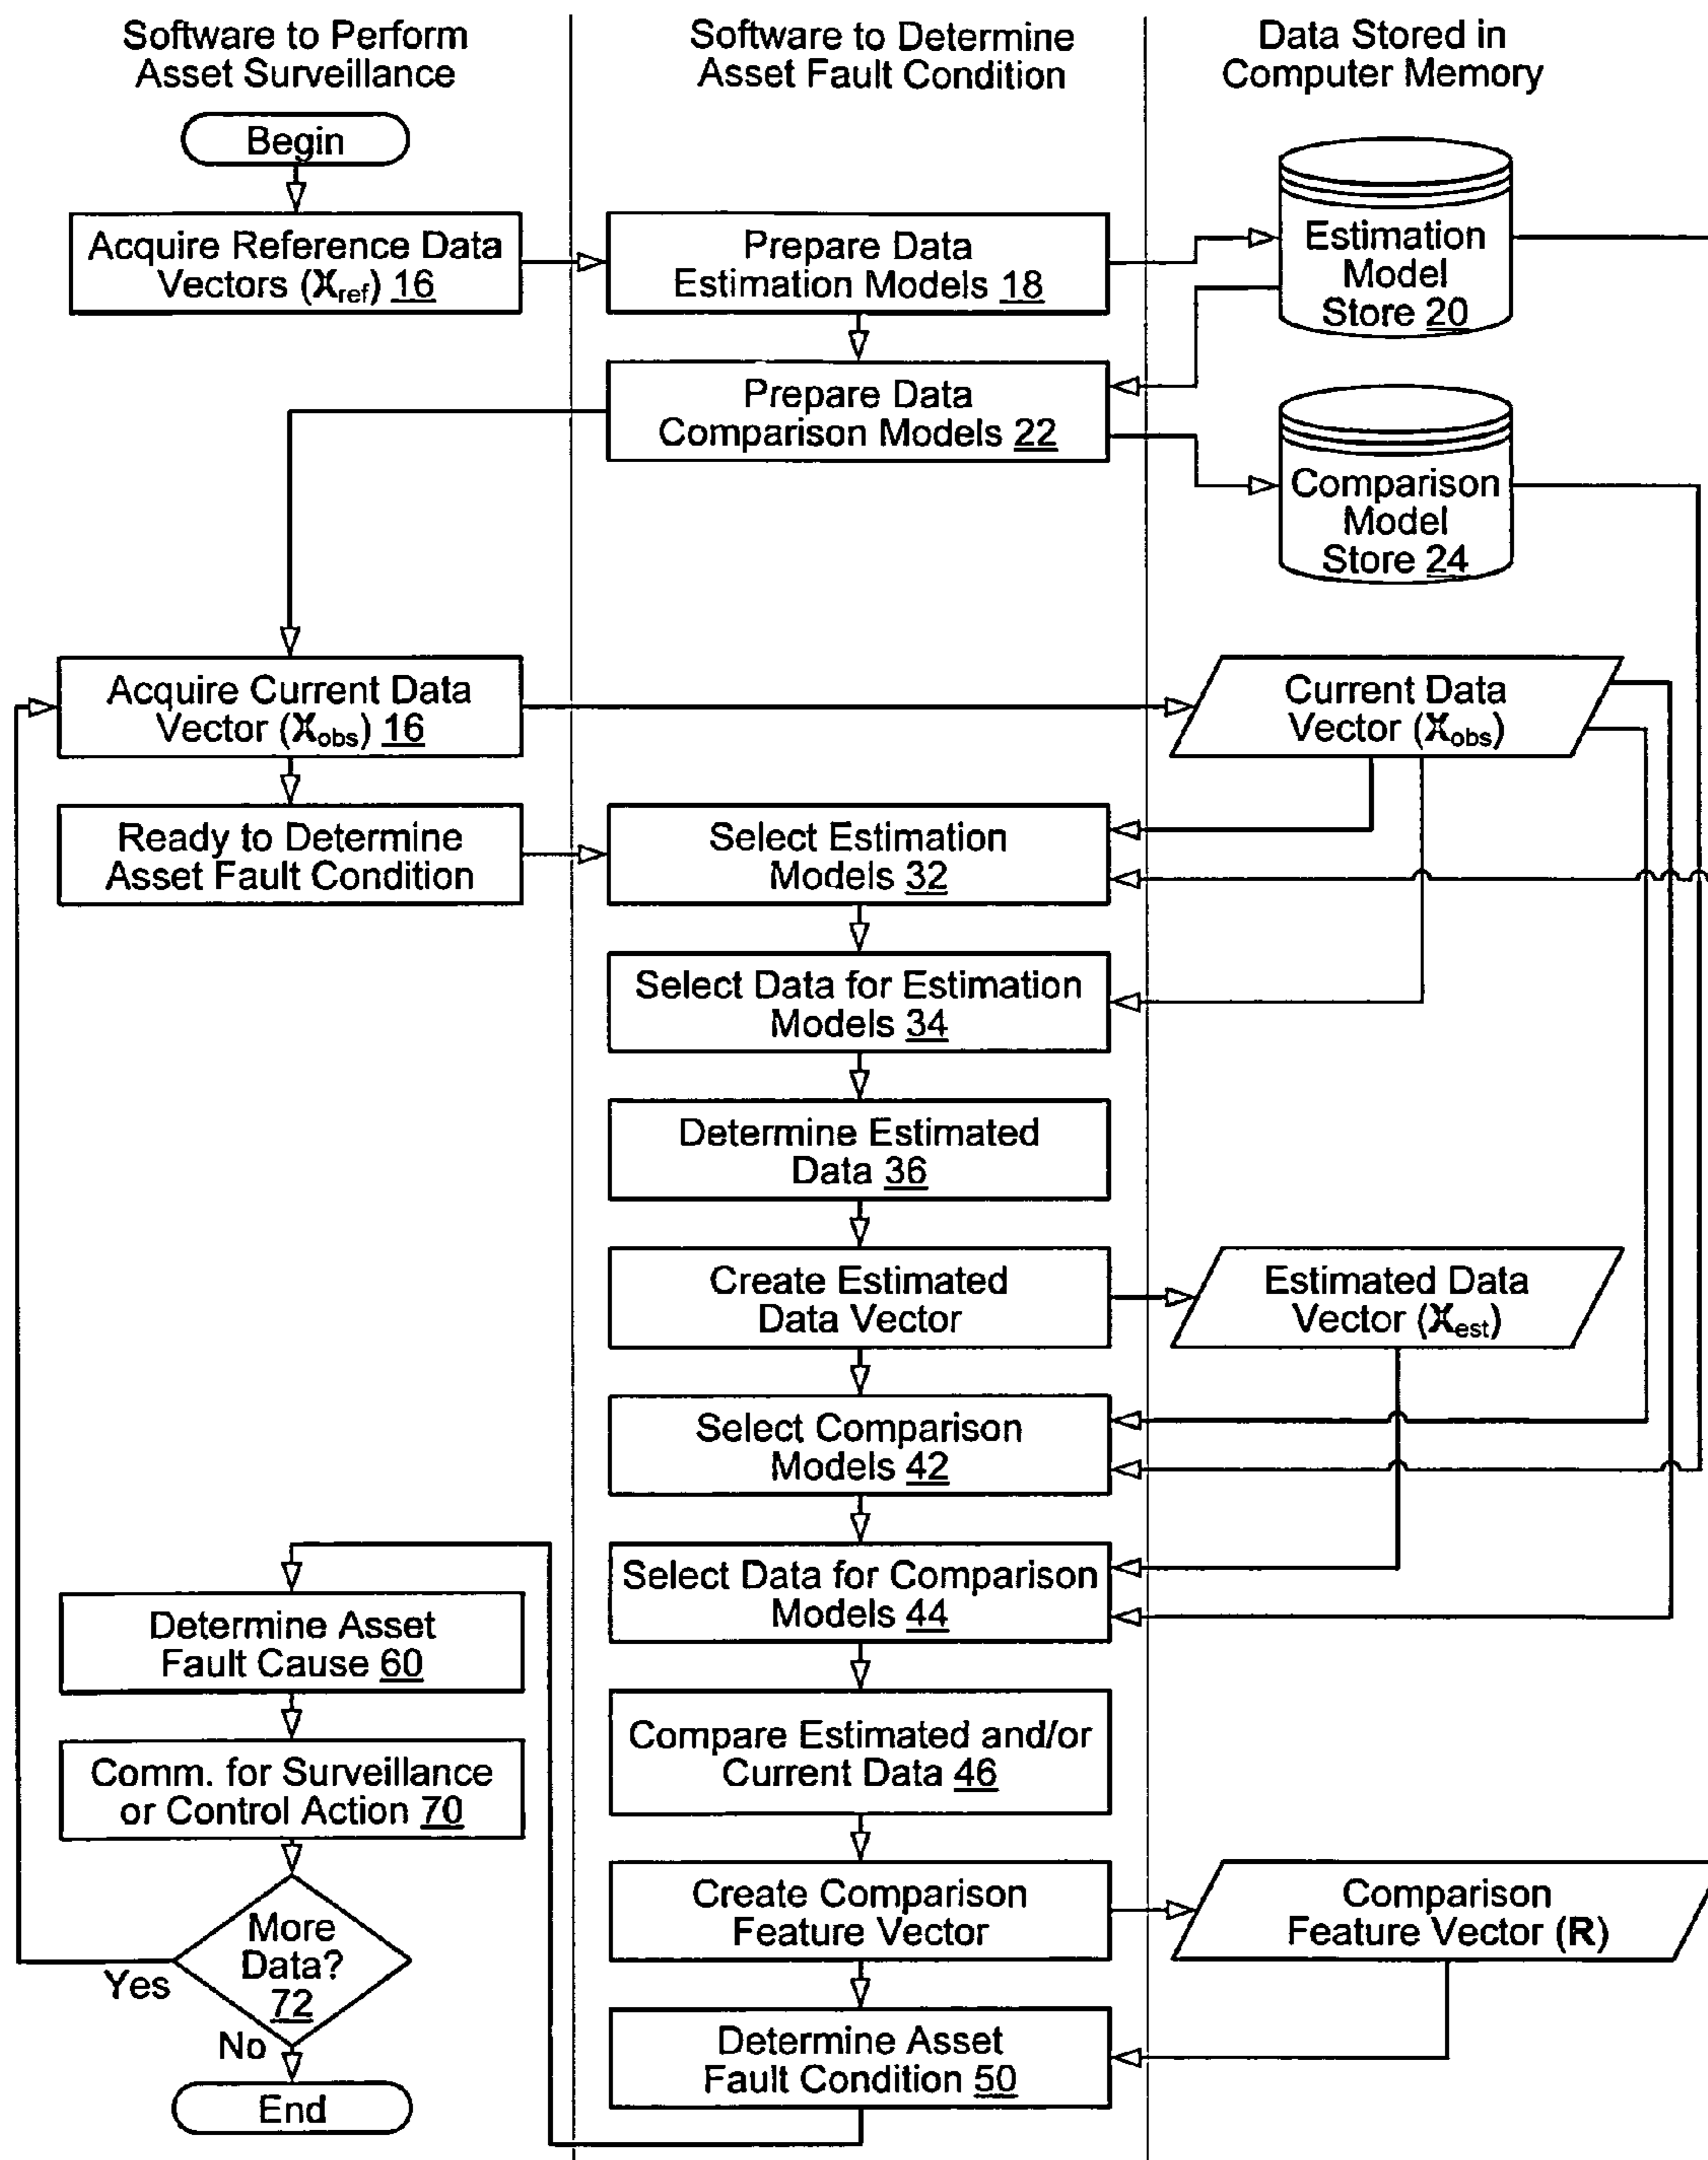 Software to Perform
Asset Surveillance
Software to Determine
Asset Fault Condition
Data Stored in
Computer Memory
Begin
Acquire Reference Data
Vectors (Xref) 16
Prepare Data
Estimation Models 18
Estimation
Model
Store 20
Prepare Data
Comparison Models 22
Comparison
Model
Store 24
Acquire Current Data
Vector (Xobs) 16
Current Data
Vector (Xobs)
Ready to Determine
Asset Fault Condition
Select Estimation
Models 32
Select Data for Estimation
Models 34
Determine Estimated
Data 36
Create Estimated
Data Vector
Estimated Data
Vector (Xest)
Select Comparison
Models 42
Select Data for Comparison
Models 44
Determine Asset
Fault Cause 60
Compare Estimated and/or
Current Data 46
Comm. for Surveillance
or Control Action 70
Create Comparison
Feature Vector
Comparison
Feature Vector (R)
More
Data?
72
Yes
No
Determine Asset
Fault Condition 50
End